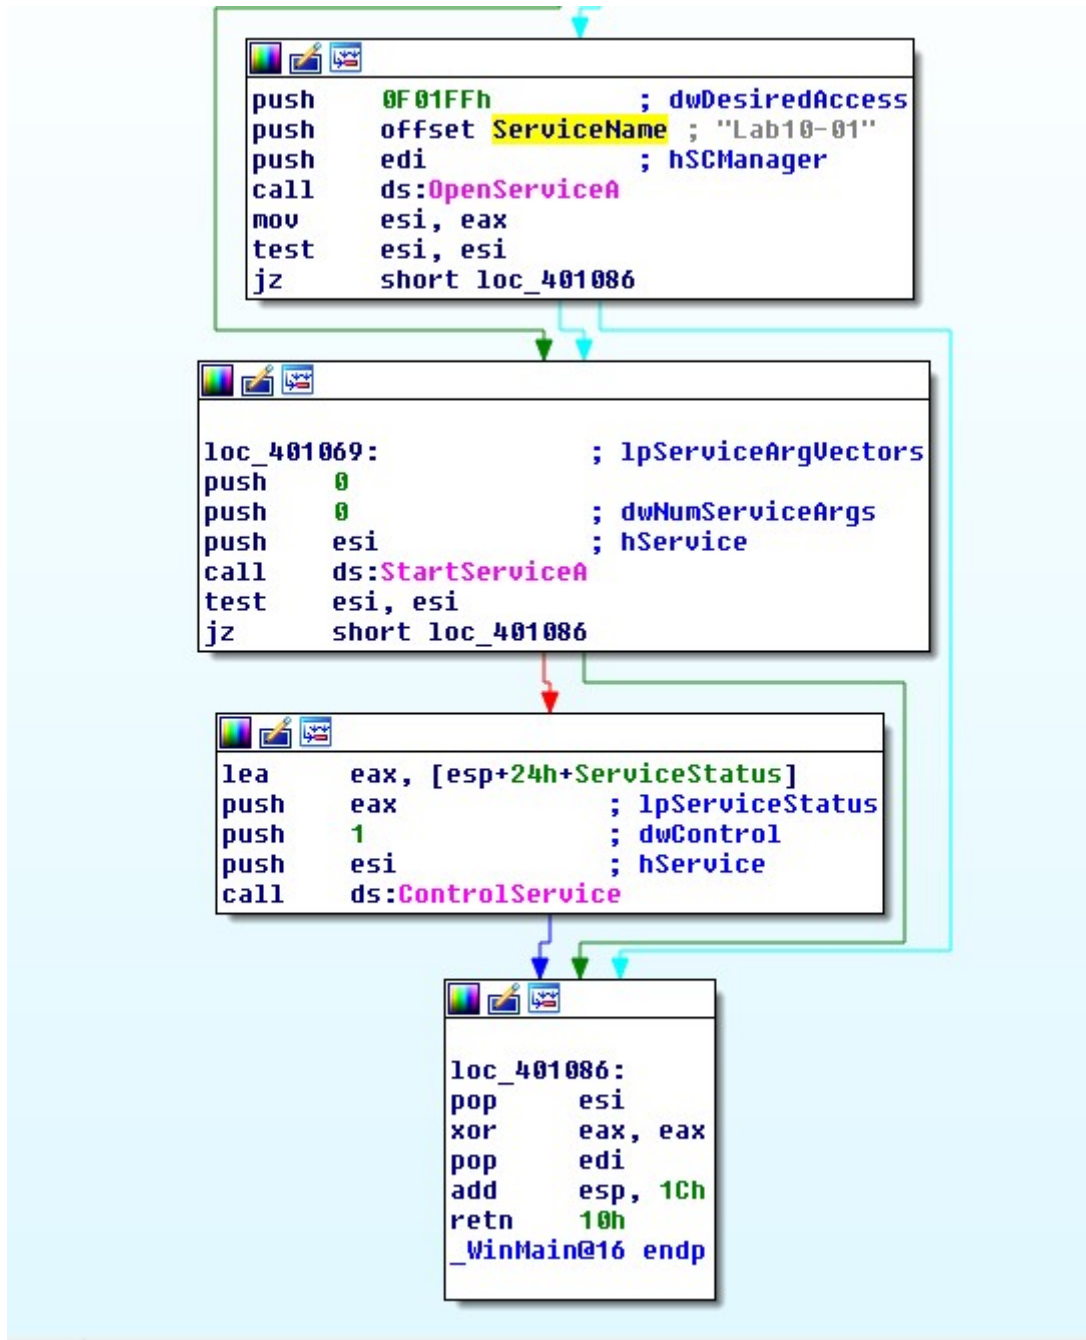 push 0F01FFh ; dwDesiredAccess
push offset ServiceName ; "Lab10-01"
push edi ; hSCManager
call ds:OpenServiceA
mov esi, eax
test esi, esi
jz short loc_401086
loc_401069: ; lpServiceArgVectors
push 0
push 0 ; dwNumServiceArgs
push esi ; hService
call ds:StartServiceA
test esi, esi
jz short loc_401086
lea eax, [esp+24h+ServiceStatus]
push eax ; lpServiceStatus
push 1 ; dwControl
push esi ; hService
call ds:ControlService
loc_401086:
pop esi
xor eax, eax
pop edi
add esp, 1Ch
retn 10h
_WinMain@16 endp